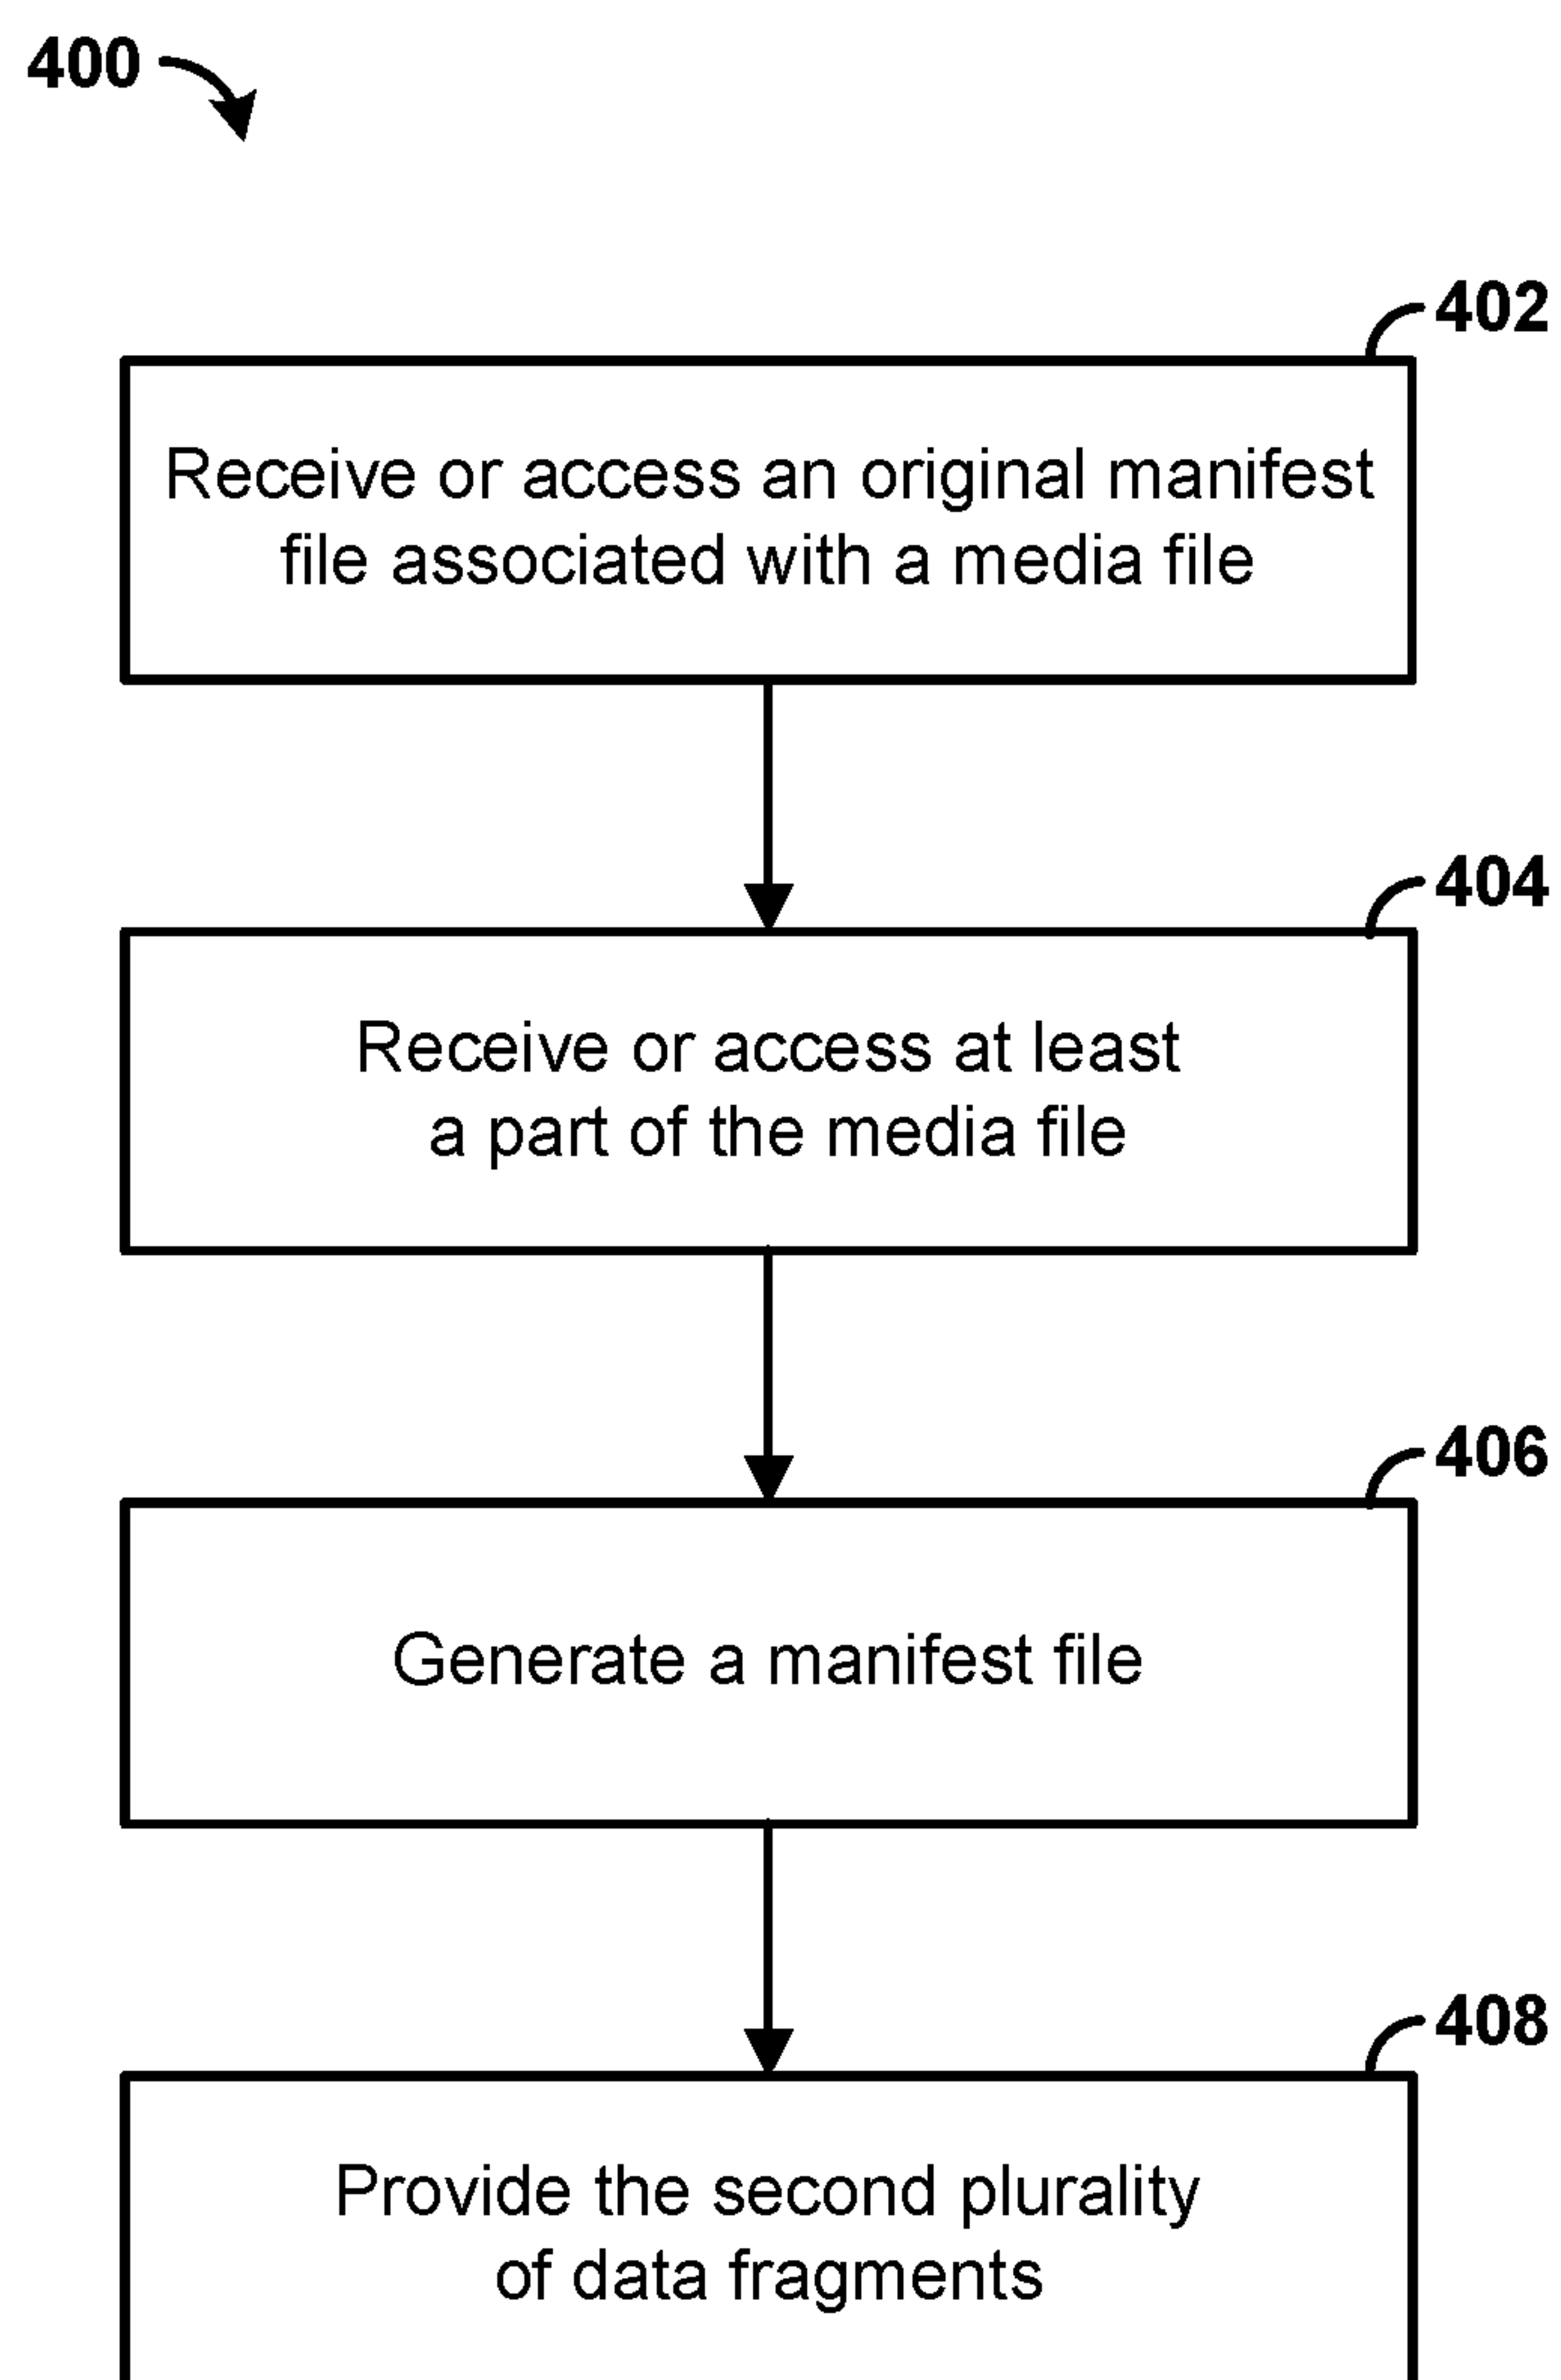 400
402
Receive or access an original manifest
file associated with a media file
404
Receive or access at least
a part of the media file
406
Generate a manifest file
408
Provide the second plurality
of data fragments